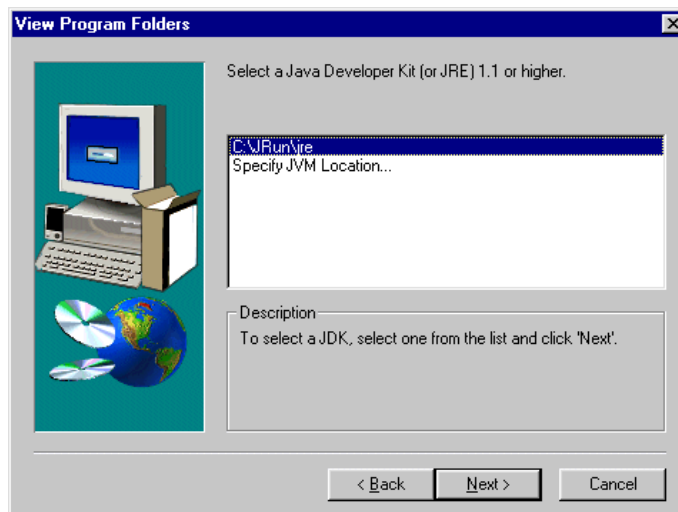 View Program Folders
Select a Java Developer Kit (or JRE) 1.1 or higher.
C:\JRun\jre
Specify JVM Location...
Description
To select a JDK, select one from the list and click 'Next'.
< Back
Next >
Cancel